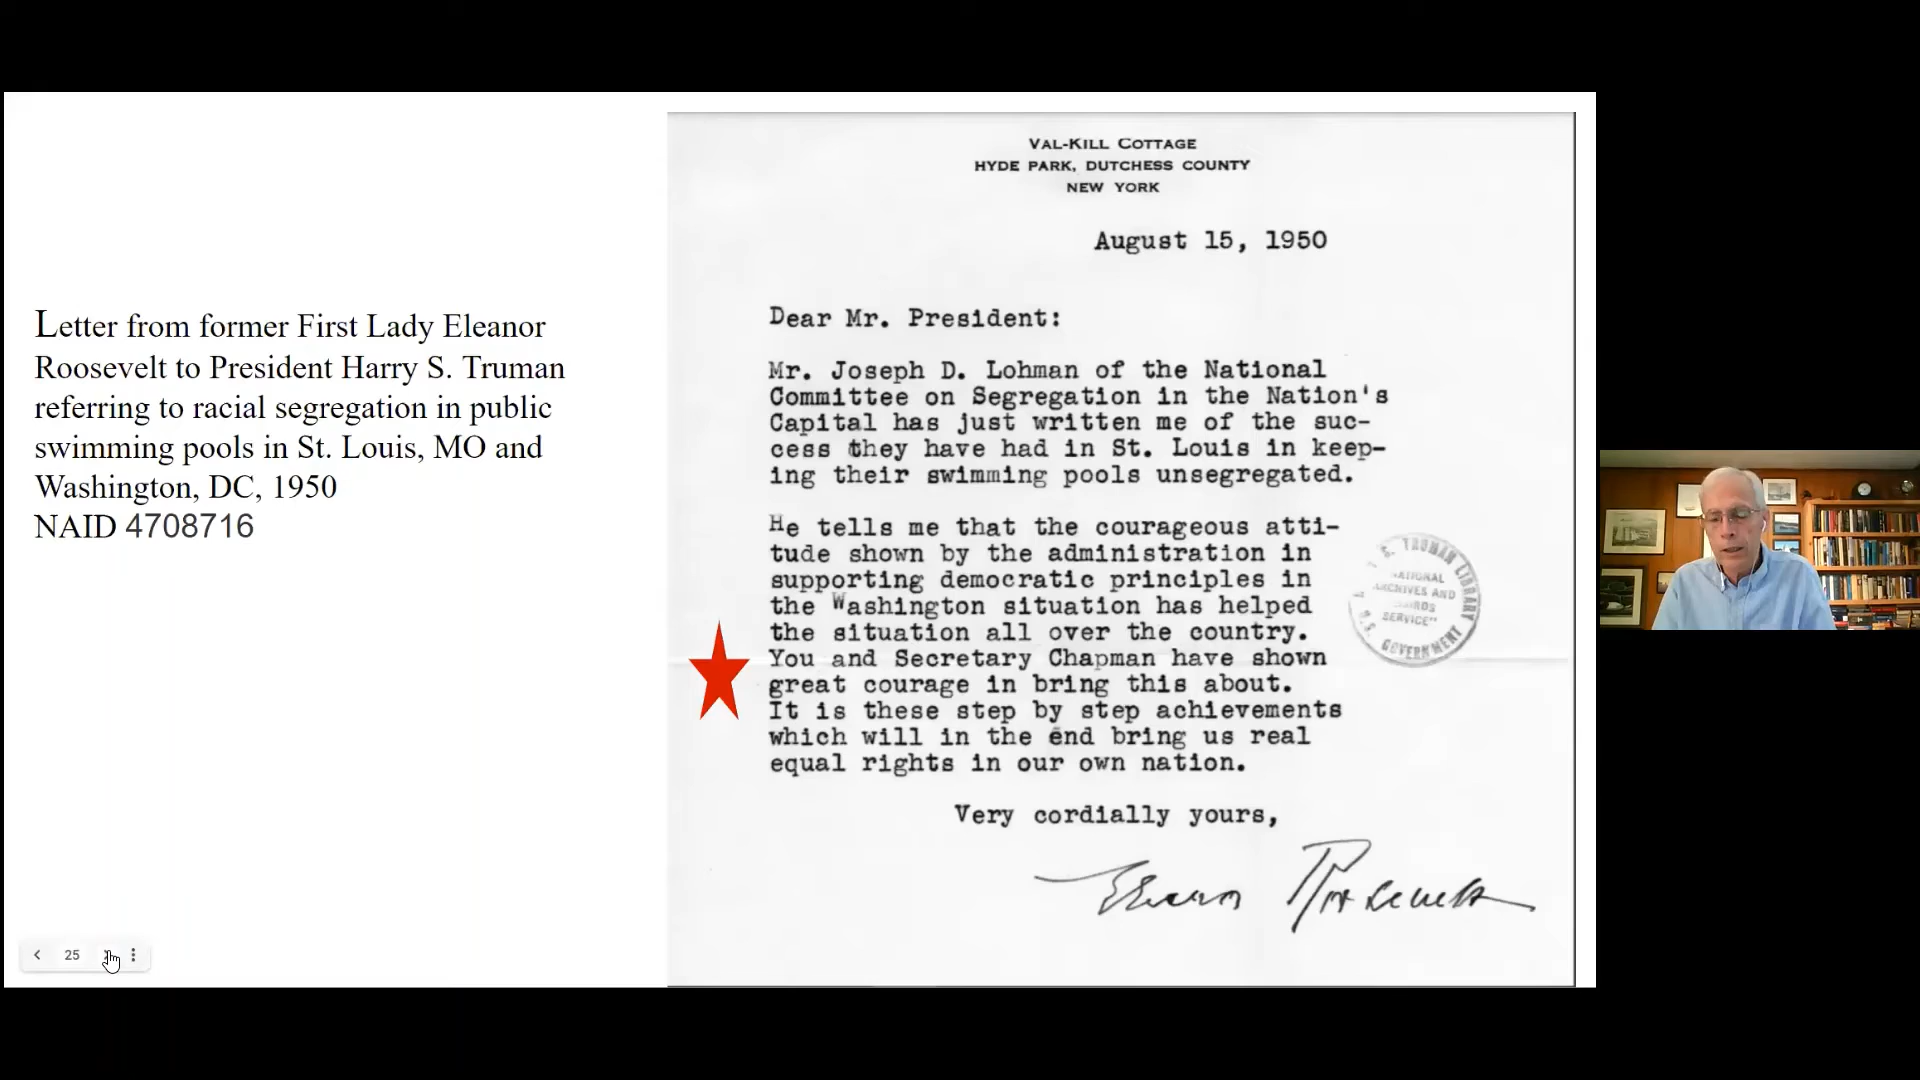 Letter from former First Lady Eleanor
Roosevelt to President Harry S. Truman
referring to racial segregation in public
swimming pools in St. Louis, MO and
Washington, DC, 1950
NAID 4708716
25
VAL-KILL COTTAGE
HYDE PARK, DUTCHESS COUNTY
NEW YORK
August 15, 1950
Dear Mr. President:
Mr. Joseph D. Lohman of the National
Committee on Segregation in the Nation's
Capital has just written me of the suc-
cess they have had in St. Louis in keep-
ing their swimming pools unsegregated.
He tells me that the courageous atti-
tude shown by the administration in
supporting democratic principles in
the Washington situation has helped
the situation all over the country.
You and Secretary Chapman have shown
great courage in bring this about.
It is these step by step achievements
which will in the end bring us real
equal rights in our own nation.
Very cordially yours,
Eleanor Roosevelt
TRUMAN LIBRARY
AND
SERVICE"
GOVERNMENT